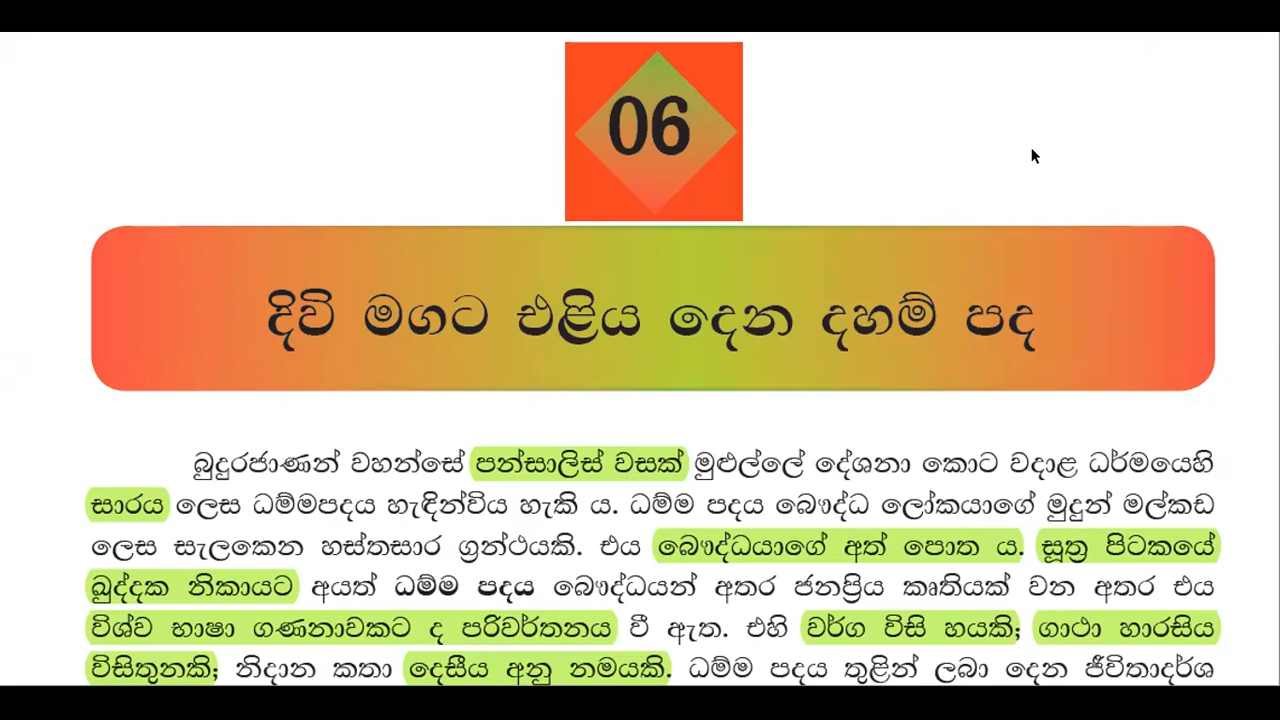 06
දිවි මගට එළිය දෙන දහම් පද
බුදුරජාණන් වහන්සේ පන්සාලිස් වසක් මුළුල්ලේ දේශනා කොට වදාළ ධර්මයෙහි
සාරය ලෙස ධම්මපදය හැඳින්විය හැකි ය. ධම්ම පදය බෞද්ධ ලෝකයාගේ මුදුන් මල්කඩ
ලෙස සැලකෙන හස්තසාර ග්‍රන්ථයකි. එය බෞද්ධයාගේ අත් පොත ය. සූත්‍ර පිටකයේ
ඛුද්දක නිකායට අයත් ධම්ම පදය බෞද්ධයන් අතර ජනප්‍රිය කෘතියක් වන අතර එය
විශ්ව භාෂා ගණනාවකට ද පරිවර්තනය වී ඇත. එහි වර්ග විසි හයකි; ගාථා හාරසිය
විසිතුනකි; නිදාන කතා දෙසීය අනූ නමයකි. ධම්ම පදය තුළින් ලබා දෙන ජීවිතාදර්ශ